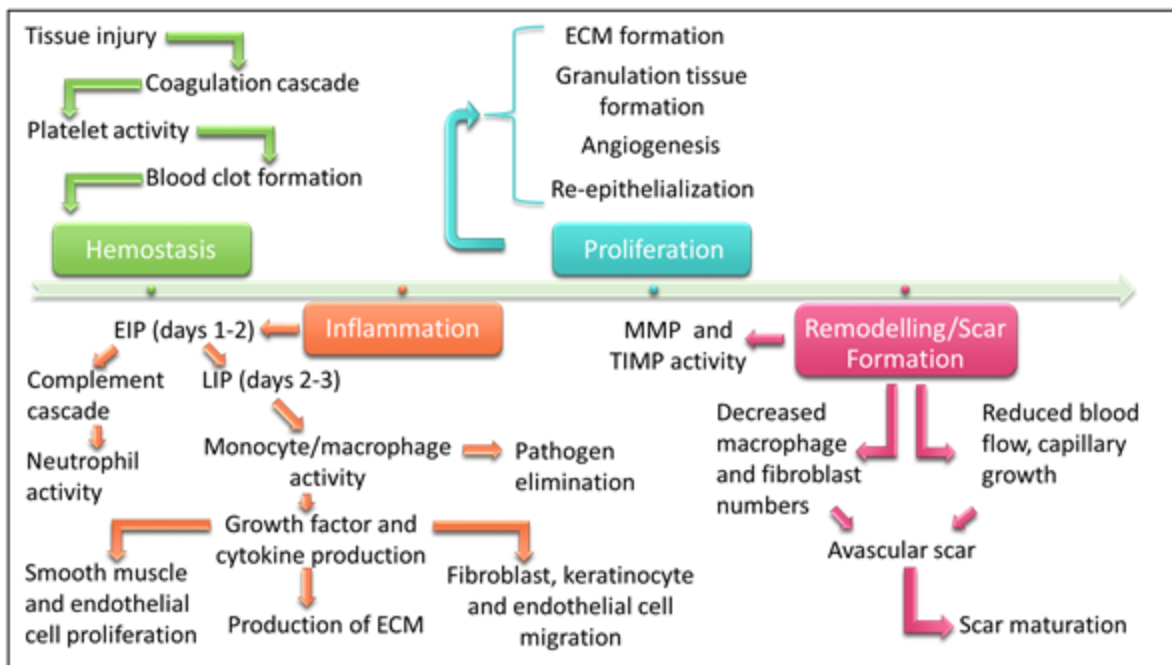 Tissue injury
Coagulation cascade
Platelet activity
Blood clot formation
Hemostasis
ECM formation
Granulation tissue
formation
Angiogenesis
Re-epithelialization
Proliferation
Inflammation
EIP (days 1-2)
LIP (days 2-3)
Complement
cascade
Neutrophil
activity
Monocyte/macrophage
activity
Pathogen
elimination
Growth factor and
cytokine production
Smooth muscle
and endothelial
cell proliferation
Production of ECM
Fibroblast, keratinocyte
and endothelial cell
migration
Remodelling/Scar
Formation
MMP and
TIMP activity
Decreased
macrophage
and fibroblast
numbers
Reduced blood
flow, capillary
growth
Avascular scar
Scar maturation